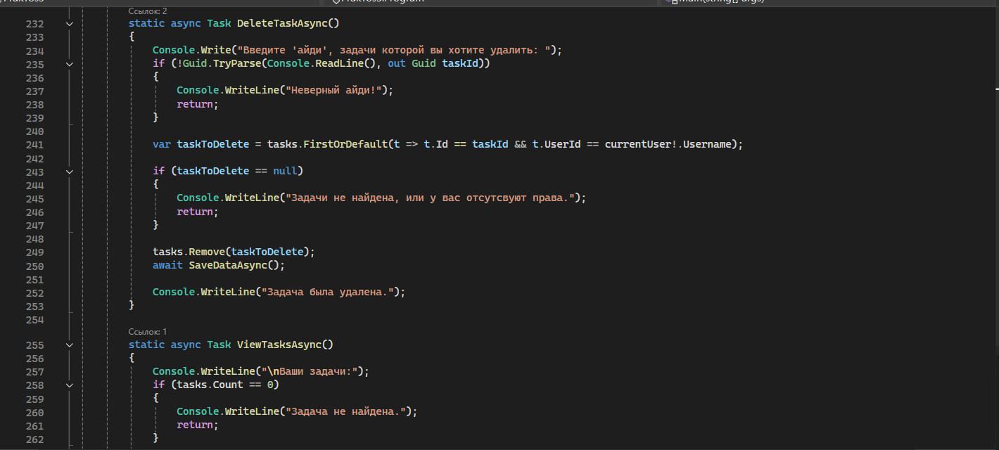 Main(string[] args)
Ссылок: 2
232 static async Task DeleteTaskAsync()
233 {
234 Console.Write("Введите 'айди', задачи которой вы хотите удалить: ");
235 if (!Guid.TryParse(Console.ReadLine(), out Guid taskId))
236 {
237 Console.WriteLine("Неверный айди!");
238 return;
239 }
240
241 var taskToDelete = tasks.FirstOrDefault(t => t.Id == taskId && t.UserId == currentUser!.Username);
242
243 if (taskToDelete == null)
244 {
245 Console.WriteLine("Задачи не найдена, или у вас отсутсвуют права.");
246 return;
247 }
248
249 tasks.Remove(taskToDelete);
250 await SaveDataAsync();
251
252 Console.WriteLine("Задача была удалена.");
253 }
254
Ссылок: 1
255 static async Task ViewTasksAsync()
256 {
257 Console.WriteLine("\nВаши задачи:");
258 if (tasks.Count == 0)
259 {
260 Console.WriteLine("Задача не найдена.");
261 return;
262 }